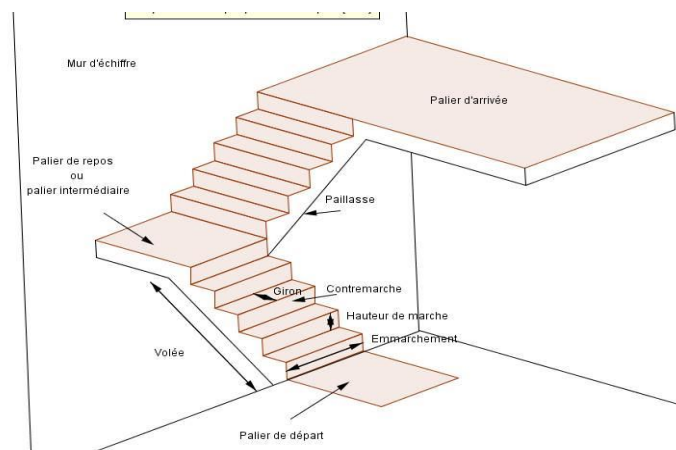 Mur d'échiffre
Palier d'arrivée
Palier de repos
ou
palier intermédiaire
Paillasse
Giron
Contremarche
Hauteur de marche
Emmarchement
Volée
Palier de départ